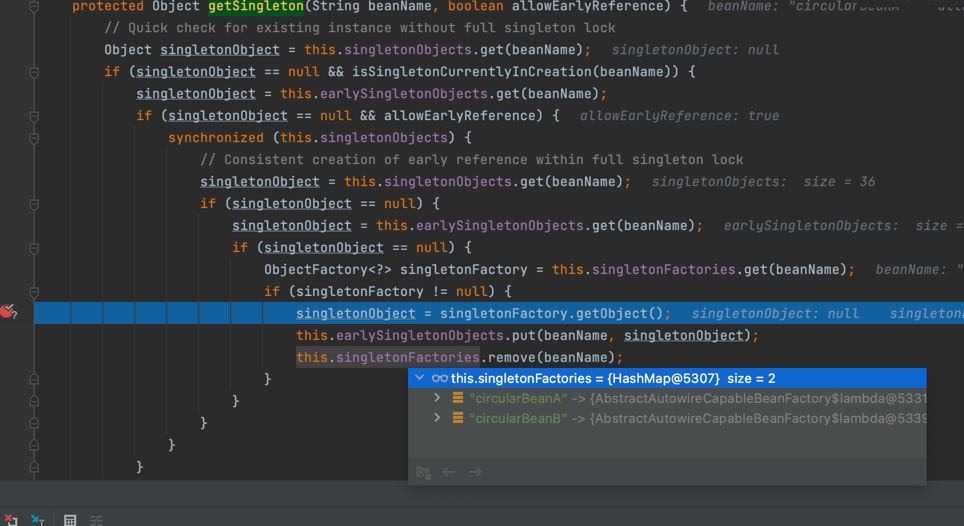 protected Object getSingleton(String beanName, boolean allowEarlyReference) {   beanName: "circularBeanA"
// Quick check for existing instance without full singleton lock
Object singletonObject = this.singletonObjects.get(beanName);   singletonObject: null
if (singletonObject == null && isSingletonCurrentlyInCreation(beanName)) {
singletonObject = this.earlySingletonObjects.get(beanName);
if (singletonObject == null && allowEarlyReference) {   allowEarlyReference: true
synchronized (this.singletonObjects) {
// Consistent creation of early reference within full singleton lock
singletonObject = this.singletonObjects.get(beanName);   singletonObjects:  size = 36
if (singletonObject == null) {
singletonObject = this.earlySingletonObjects.get(beanName);   earlySingletonObjects:  size =
if (singletonObject == null) {
ObjectFactory<?> singletonFactory = this.singletonFactories.get(beanName);   beanName: "
if (singletonFactory != null) {
singletonObject = singletonFactory.getObject();   singletonObject: null
this.earlySingletonObjects.put(beanName, singletonObject);
this.singletonFactories.remove(beanName);
this.singletonFactories = {HashMap@5307}  size = 2
}
"circularBeanA" -> {AbstractAutowireCapableBeanFactory$lambda@5331
}
"circularBeanB" -> {AbstractAutowireCapableBeanFactory$lambda@5339
}
}
}